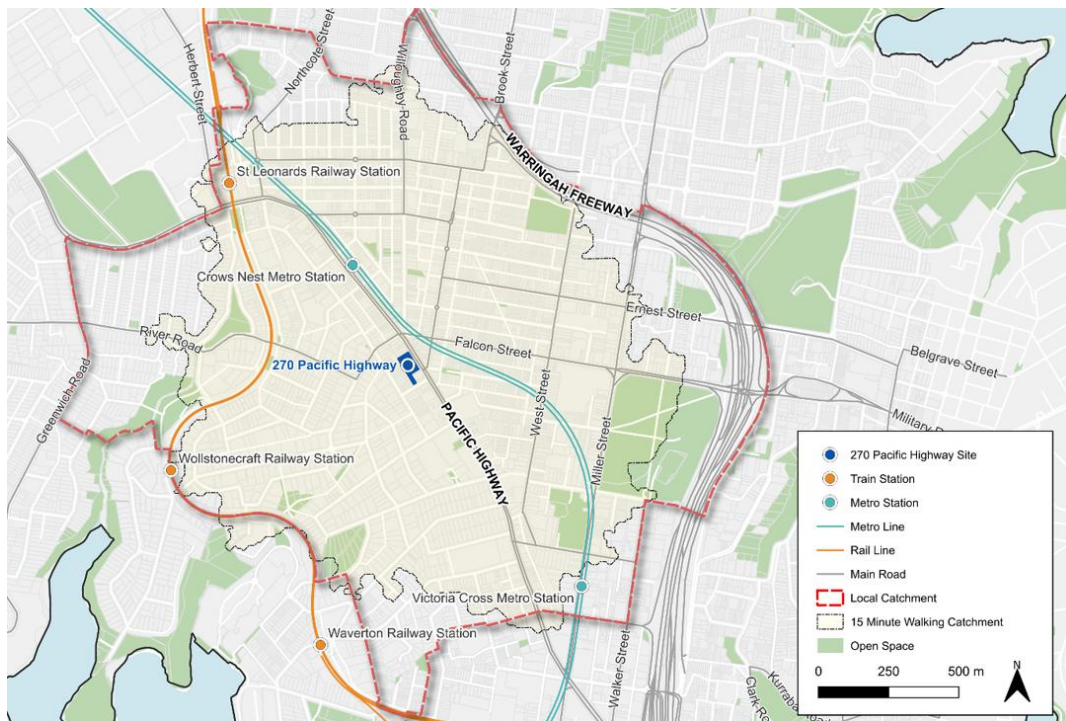 Herbert Street
Northcote Street
Willoughby Road
Brook Street
WARRINGAH FREEWAY
St Leonards Railway Station
Crows Nest Metro Station
Ernest Street
River Road
Falcon Street
Belgrave Street
270 Pacific Highway
Greenwich Road
West Street
Miller Street
Military
PACIFIC HIGHWAY
Wollstonecraft Railway Station
Victoria Cross Metro Station
Waverton Railway Station
Walker Street
Clark Ro
Kurraba Road
270 Pacific Highway Site
Train Station
Metro Station
Metro Line
Rail Line
Main Road
Local Catchment
15 Minute Walking Catchment
Open Space
0 250 500 m
N